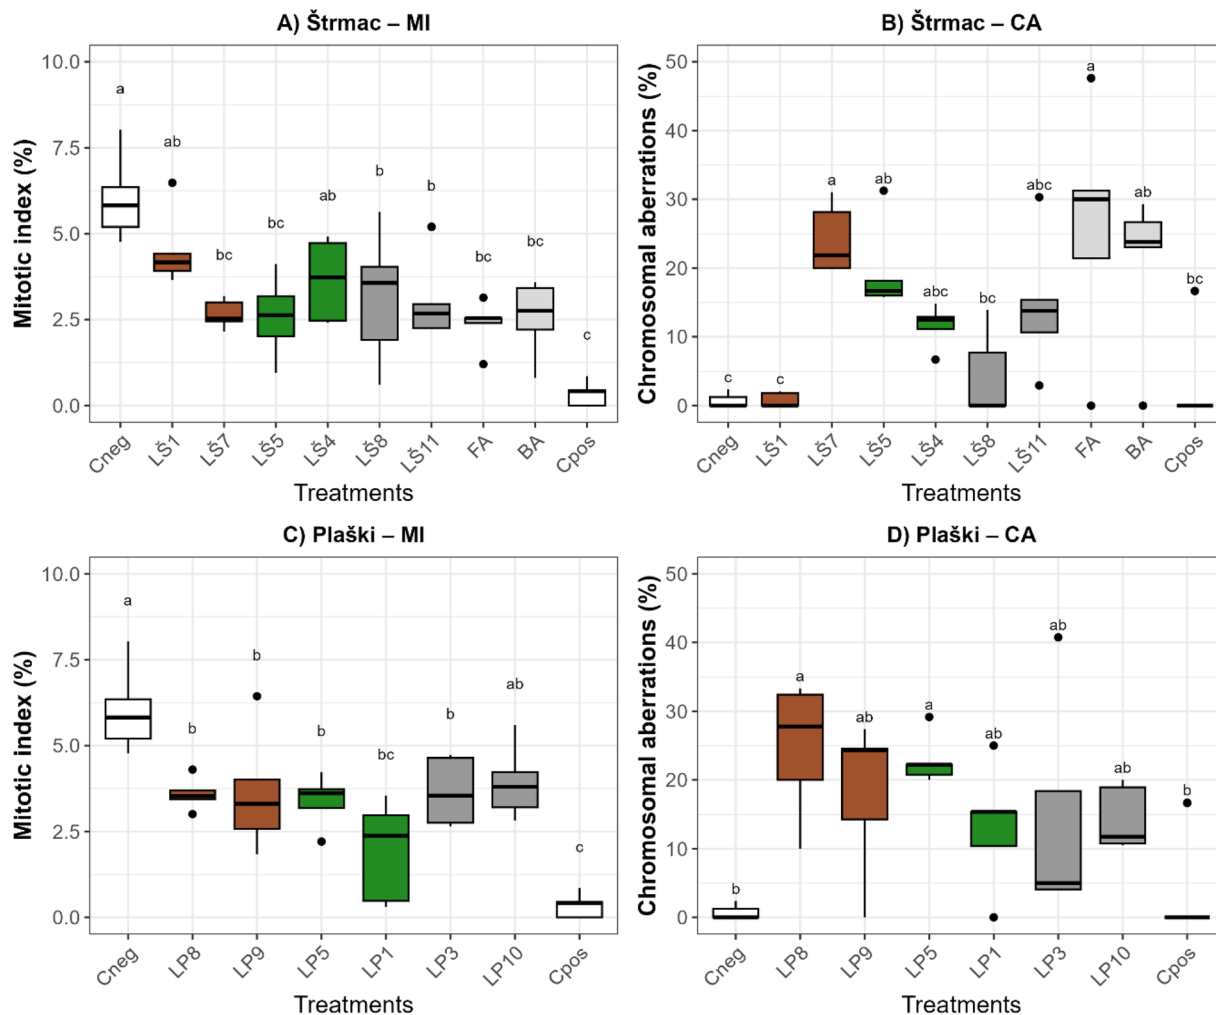 A) Štrmac – MI
Mitotic index (%)
10.0
7.5
5.0
2.5
0.0
a
ab
bc
bc
ab
b
b
bc
bc
c
Cneg
LŠ1
LŠ7
LŠ5
LŠ4
LŠ8
LŠ11
FA
BA
Cpos
Treatments
B) Štrmac – CA
Chromosomal aberrations (%)
50
40
30
20
10
0
c
c
a
ab
abc
bc
abc
a
ab
bc
Cneg
LŠ1
LŠ7
LŠ5
LŠ4
LŠ8
LŠ11
FA
BA
Cpos
Treatments
C) Plaški – MI
Mitotic index (%)
10.0
7.5
5.0
2.5
0.0
a
b
b
b
bc
b
ab
c
Cneg
LP8
LP9
LP5
LP1
LP3
LP10
Cpos
Treatments
D) Plaški – CA
Chromosomal aberrations (%)
50
40
30
20
10
0
b
a
ab
a
ab
ab
ab
b
Cneg
LP8
LP9
LP5
LP1
LP3
LP10
Cpos
Treatments